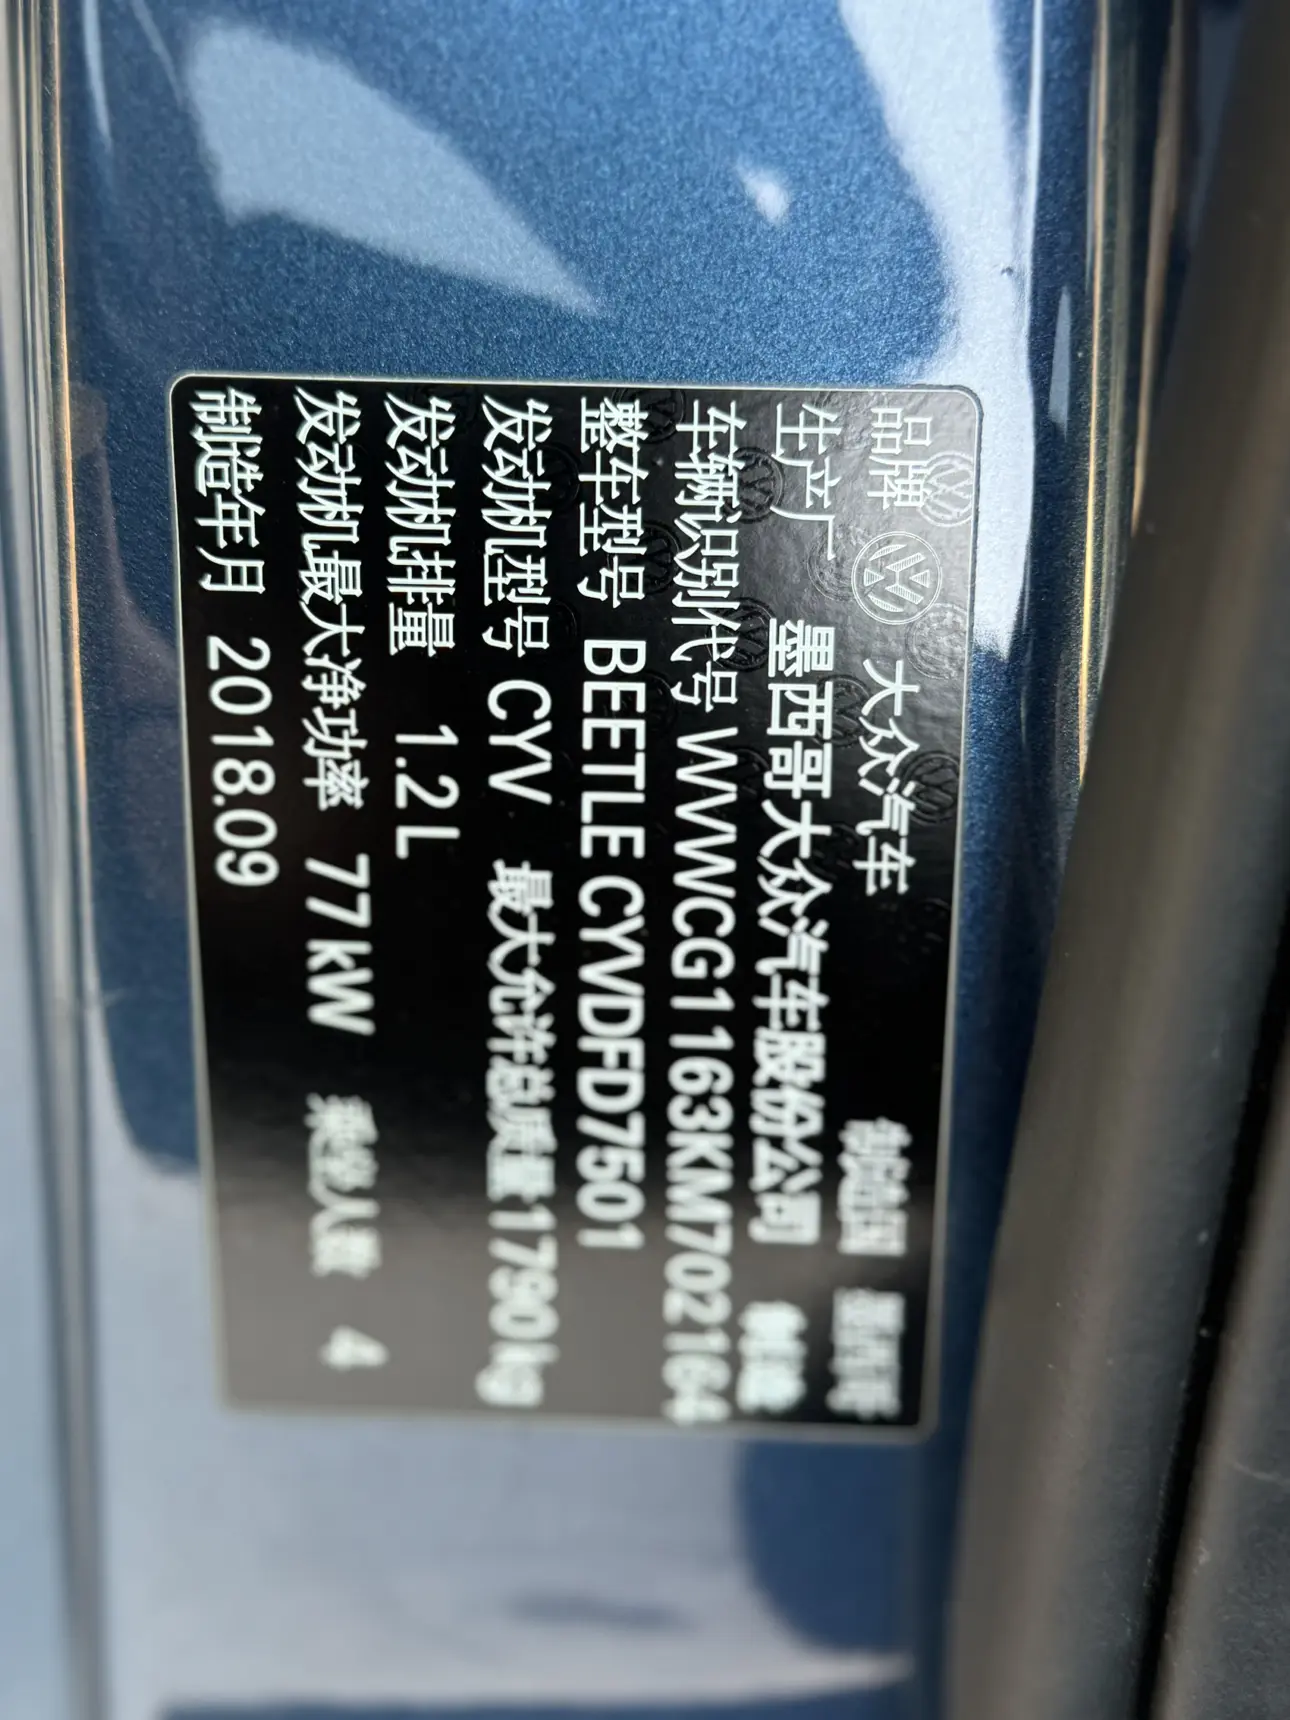 品牌 大众汽车 制造国 墨西哥
生产厂 墨西哥大众汽车股份公司 制造
车辆识别代号 WVWCG1163KM702164
整车型号 BEETLE CYVDFD7501
发动机型号 CYV 最大允许总质量1790kg
发动机排量 1.2L
发动机最大净功率 77kW 乘坐人数 4
制造年月 2018.09